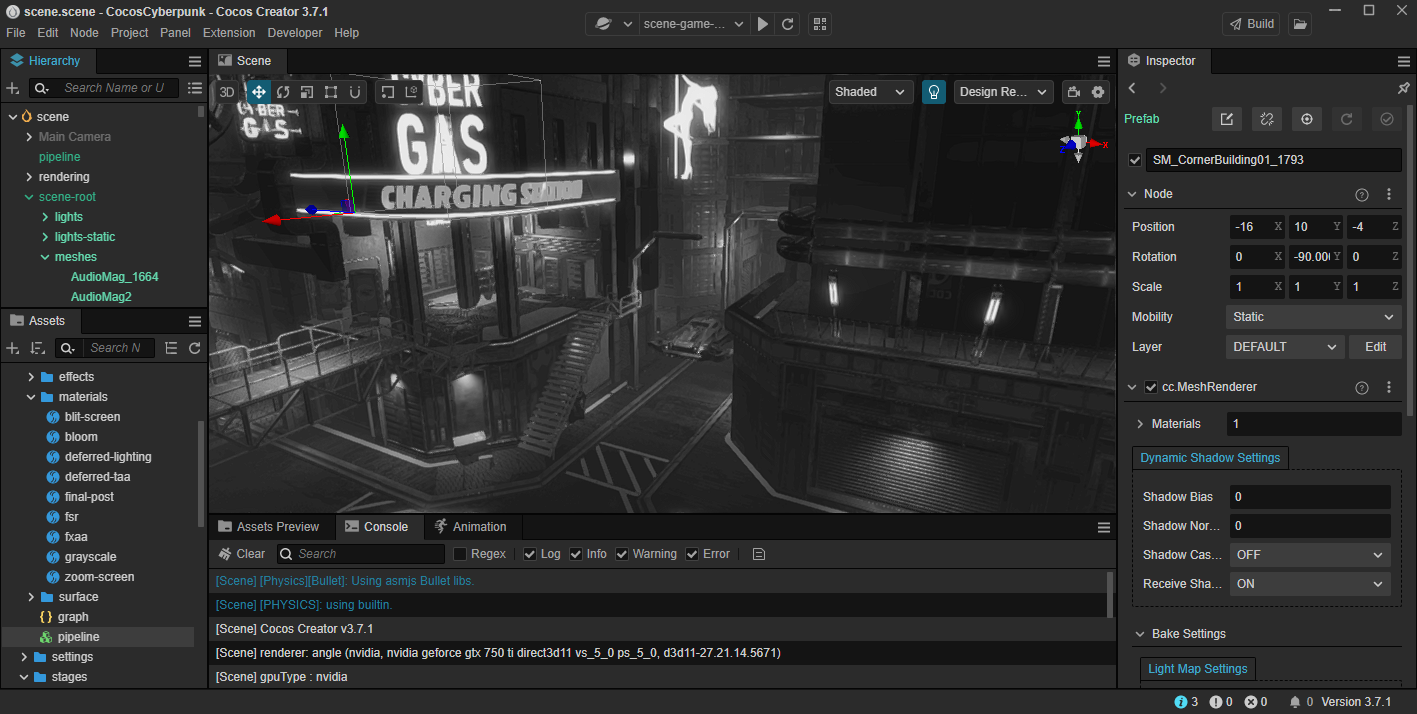 scene.scene - CocosCyberpunk - Cocos Creator 3.7.1
File Edit Node Project Panel Extension Developer Help
scene-game-...
Build
Hierarchy
Search Name or U
scene
Main Camera
pipeline
rendering
scene-root
lights
lights-static
meshes
AudioMag_1664
AudioMag2
Assets
Search N
effects
materials
blit-screen
bloom
deferred-lighting
deferred-taa
final-post
fsr
fxaa
grayscale
zoom-screen
surface
graph
pipeline
settings
stages
Scene
3D
Shaded
Design Re...
Y
X
Z
CYBER
GAS
CYBER
GAS
CHARGING STATION
Assets Preview Console Animation
Clear Search Regex Log Info Warning Error
[Scene] [Physics][Bullet]: Using asmjs Bullet libs.
[Scene] [PHYSICS]: using builtin.
[Scene] Cocos Creator v3.7.1
[Scene] renderer: angle (nvidia, nvidia geforce gtx 750 ti direct3d11 vs_5_0 ps_5_0, d3d11-27.21.14.5671)
[Scene] gpuType : nvidia
Inspector
Prefab
SM_CornerBuilding01_1793
Node
Position -16 X 10 Y -4 Z
Rotation 0 X -90.000 Y 0 Z
Scale 1 X 1 Y 1 Z
Mobility Static
Layer DEFAULT Edit
cc.MeshRenderer
Materials 1
Dynamic Shadow Settings
Shadow Bias 0
Shadow Nor... 0
Shadow Cas... OFF
Receive Sha... ON
Bake Settings
Light Map Settings
3 0 0 0 Version 3.7.1